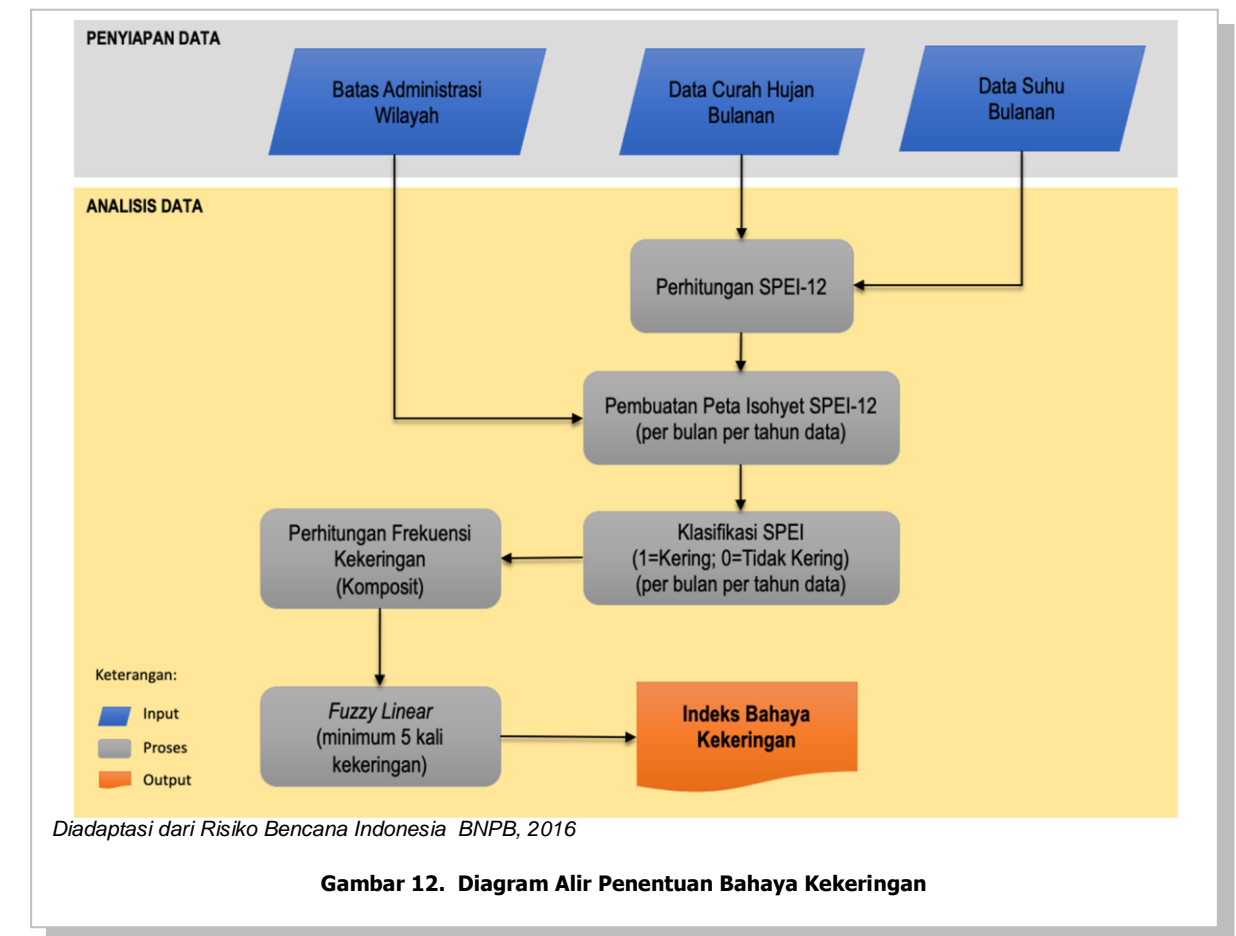 PENYIAPAN DATA
Batas Administrasi
Wilayah
Data Curah Hujan
Bulanan
Data Suhu
Bulanan
ANALISIS DATA
Perhitungan SPEI-12
Pembuatan Peta Isohyet SPEI-12
(per bulan per tahun data)
Klasifikasi SPEI
(1=Kering; 0=Tidak Kering)
(per bulan per tahun data)
Perhitungan Frekuensi
Kekeringan
(Komposit)
Fuzzy Linear
(minimum 5 kali
kekeringan)
Indeks Bahaya
Kekeringan
Keterangan:
Input
Proses
Output
Diadaptasi dari Risiko Bencana Indonesia BNPB, 2016
Gambar 12. Diagram Alir Penentuan Bahaya Kekeringan